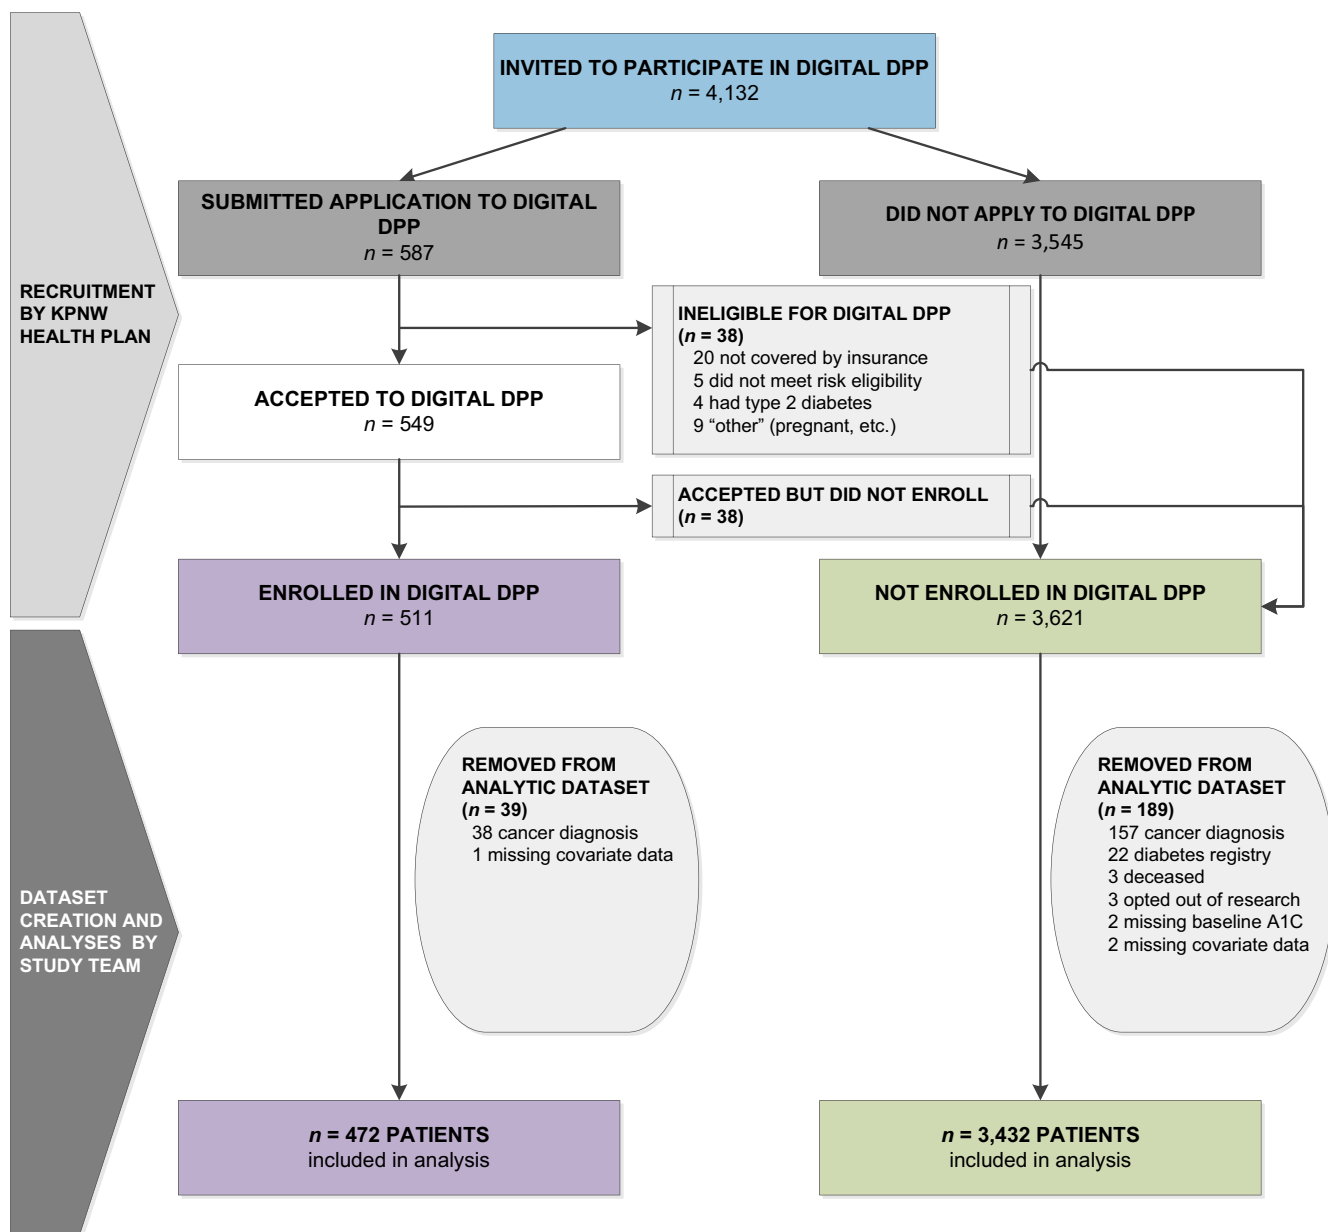 INVITED TO PARTICIPATE IN DIGITAL DPP
n = 4,132
SUBMITTED APPLICATION TO DIGITAL
DPP
n = 587
DID NOT APPLY TO DIGITAL DPP
n = 3,545
RECRUITMENT
BY KPNW
HEALTH PLAN
INELIGIBLE FOR DIGITAL DPP
(n = 38)
20 not covered by insurance
5 did not meet risk eligibility
4 had type 2 diabetes
9 “other” (pregnant, etc.)
ACCEPTED TO DIGITAL DPP
n = 549
ACCEPTED BUT DID NOT ENROLL
(n = 38)
ENROLLED IN DIGITAL DPP
n = 511
NOT ENROLLED IN DIGITAL DPP
n = 3,621
REMOVED FROM
ANALYTIC DATASET
(n = 39)
38 cancer diagnosis
1 missing covariate data
REMOVED FROM
ANALYTIC DATASET
(n = 189)
157 cancer diagnosis
22 diabetes registry
3 deceased
3 opted out of research
2 missing baseline A1C
2 missing covariate data
DATASET
CREATION AND
ANALYSES BY
STUDY TEAM
n = 472 PATIENTS
included in analysis
n = 3,432 PATIENTS
included in analysis